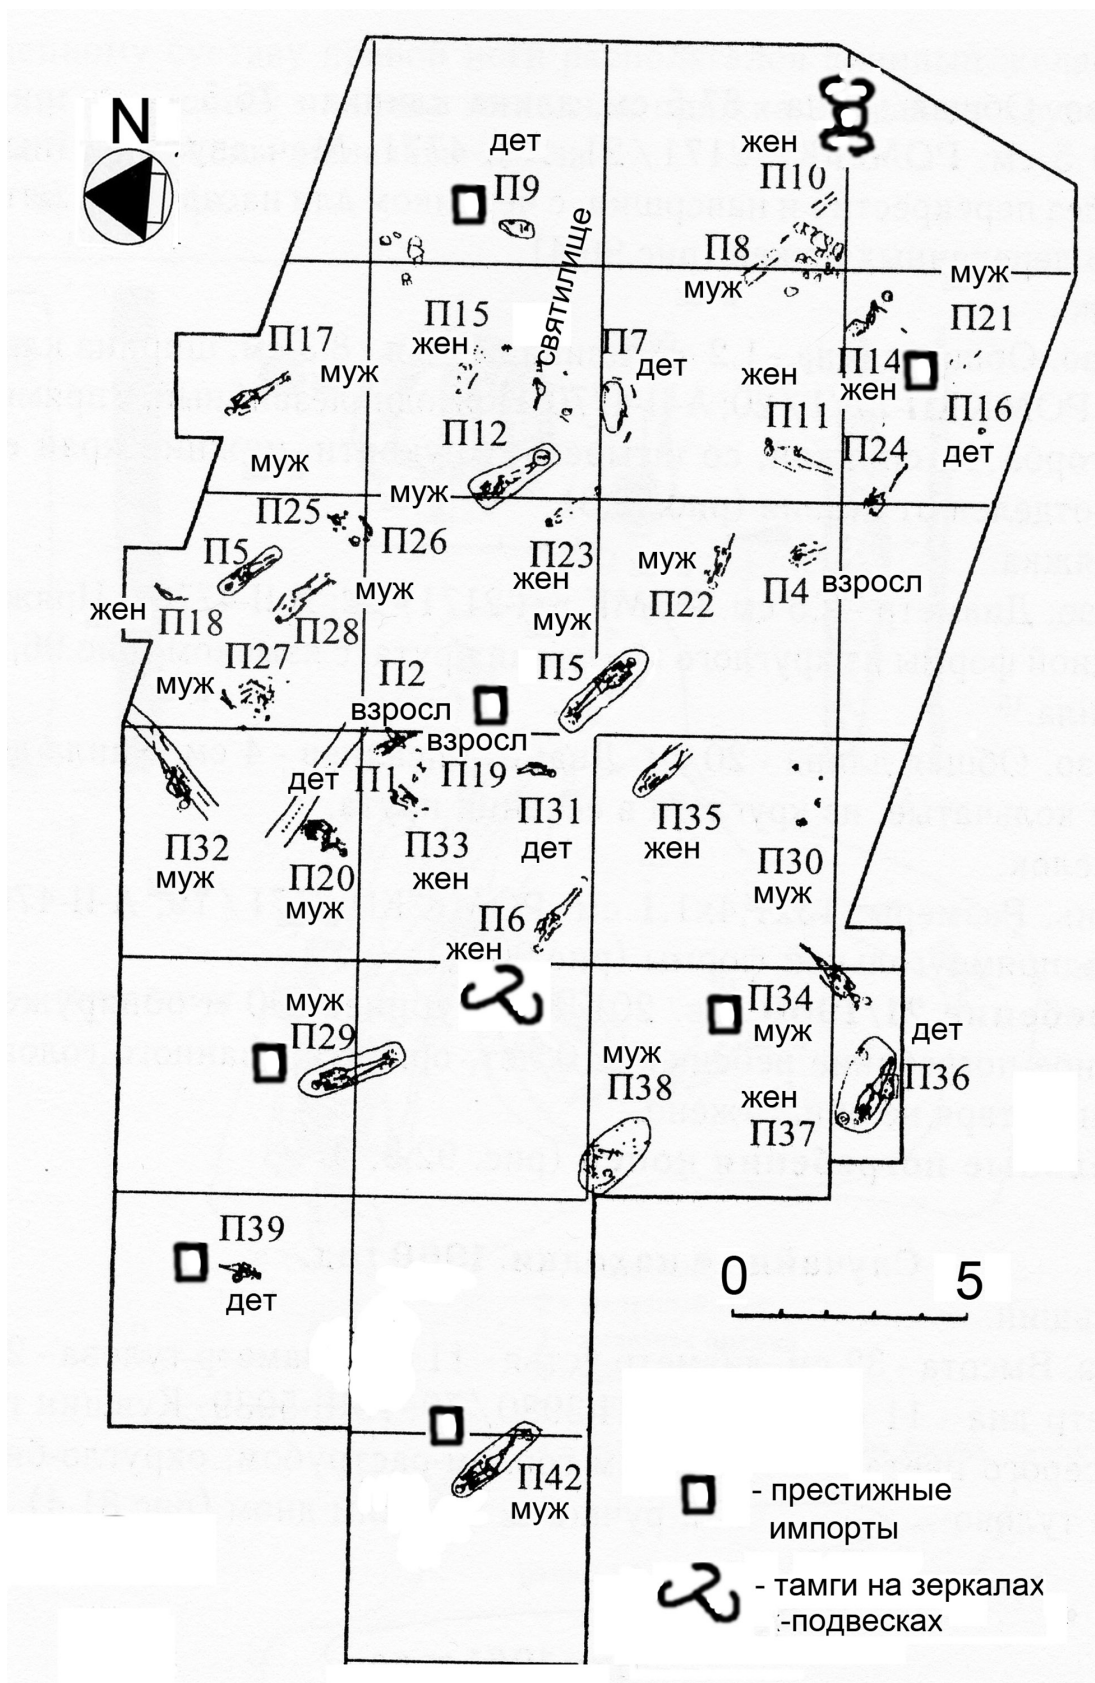 N
дет
П9
жен
П10
П8
муж
муж
П21
святилище
П15
жен
П17
муж
П7
дет
жен
П14
жен
П16
дет
П11
П24
П12
муж
муж
П25
П26
П5
муж
П28
жен
П18
П23
жен
муж
муж
П22
П4
взросл
П27
муж
П5
П2
взросл
взросл
П1
П19
дет
П31
дет
П33
жен
П35
жен
П30
муж
П32
муж
П20
муж
П6
жен
муж
П29
П34
муж
дет
П36
муж
П38
жен
П37
П39
дет
0 5
П42
муж
- престижные
импорты
- тамги на зеркалах
-подвесках